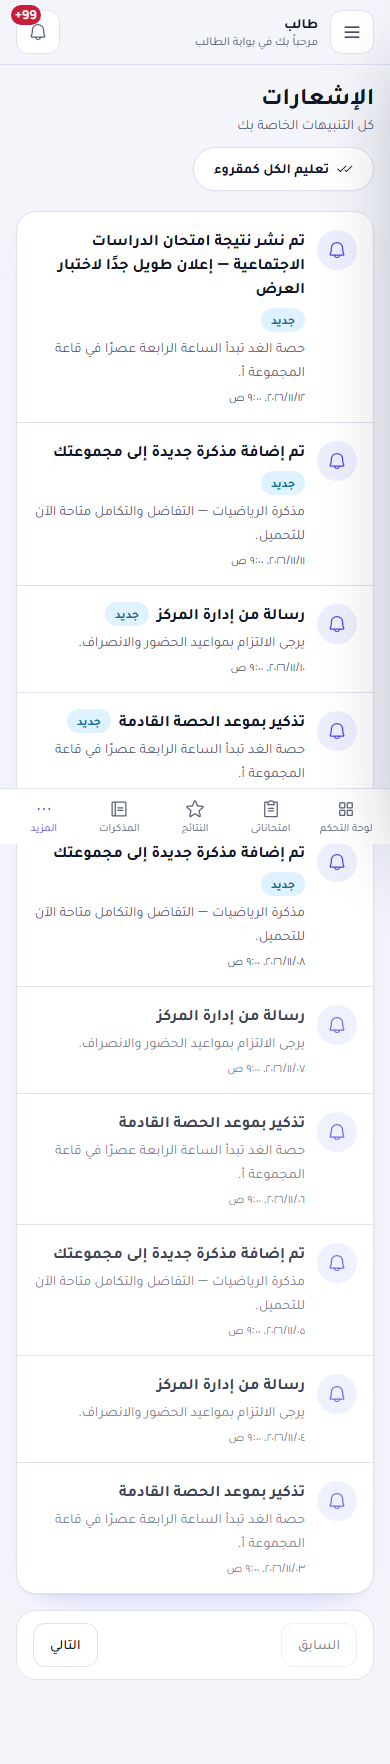 طالب
مرحباً بك في بوابة الطالب
+99
الإشعارات
كل التنبيهات الخاصة بك
تعليم الكل كمقروء
تم نشر نتيجة امتحان الدراسات
الاجتماعية — إعلان طويل جدًا لاختبار
العرض
جديد
حصة الغد تبدأ الساعة الرابعة عصرًا في قاعة
المجموعة أ.
٢٠٢٦/١١/١٢، ٩:٠٠ ص
تم إضافة مذكرة جديدة إلى مجموعتك
جديد
مذكرة الرياضيات — التفاضل والتكامل متاحة الآن
للتحميل.
٢٠٢٦/١١/١١، ٩:٠٠ ص
رسالة من إدارة المركز جديد
يرجى الالتزام بمواعيد الحضور والانصراف.
٢٠٢٦/١١/١٠، ٩:٠٠ ص
تذكير بموعد الحصة القادمة جديد
حصة الغد تبدأ الساعة الرابعة عصرًا في قاعة
المجموعة أ.
لوحة التحكم
امتحاناتى
النتائج
المذكرات
المزيد
تم إضافة مذكرة جديدة إلى مجموعتك
جديد
مذكرة الرياضيات — التفاضل والتكامل متاحة الآن
للتحميل.
٢٠٢٦/١١/٠٨، ٩:٠٠ ص
رسالة من إدارة المركز
يرجى الالتزام بمواعيد الحضور والانصراف.
٢٠٢٦/١١/٠٧، ٩:٠٠ ص
تذكير بموعد الحصة القادمة
حصة الغد تبدأ الساعة الرابعة عصرًا في قاعة
المجموعة أ.
٢٠٢٦/١١/٠٦، ٩:٠٠ ص
تم إضافة مذكرة جديدة إلى مجموعتك
مذكرة الرياضيات — التفاضل والتكامل متاحة الآن
للتحميل.
٢٠٢٦/١١/٠٥، ٩:٠٠ ص
رسالة من إدارة المركز
يرجى الالتزام بمواعيد الحضور والانصراف.
٢٠٢٦/١١/٠٤، ٩:٠٠ ص
تذكير بموعد الحصة القادمة
حصة الغد تبدأ الساعة الرابعة عصرًا في قاعة
المجموعة أ.
٢٠٢٦/١١/٠٣، ٩:٠٠ ص
السابق
التالي